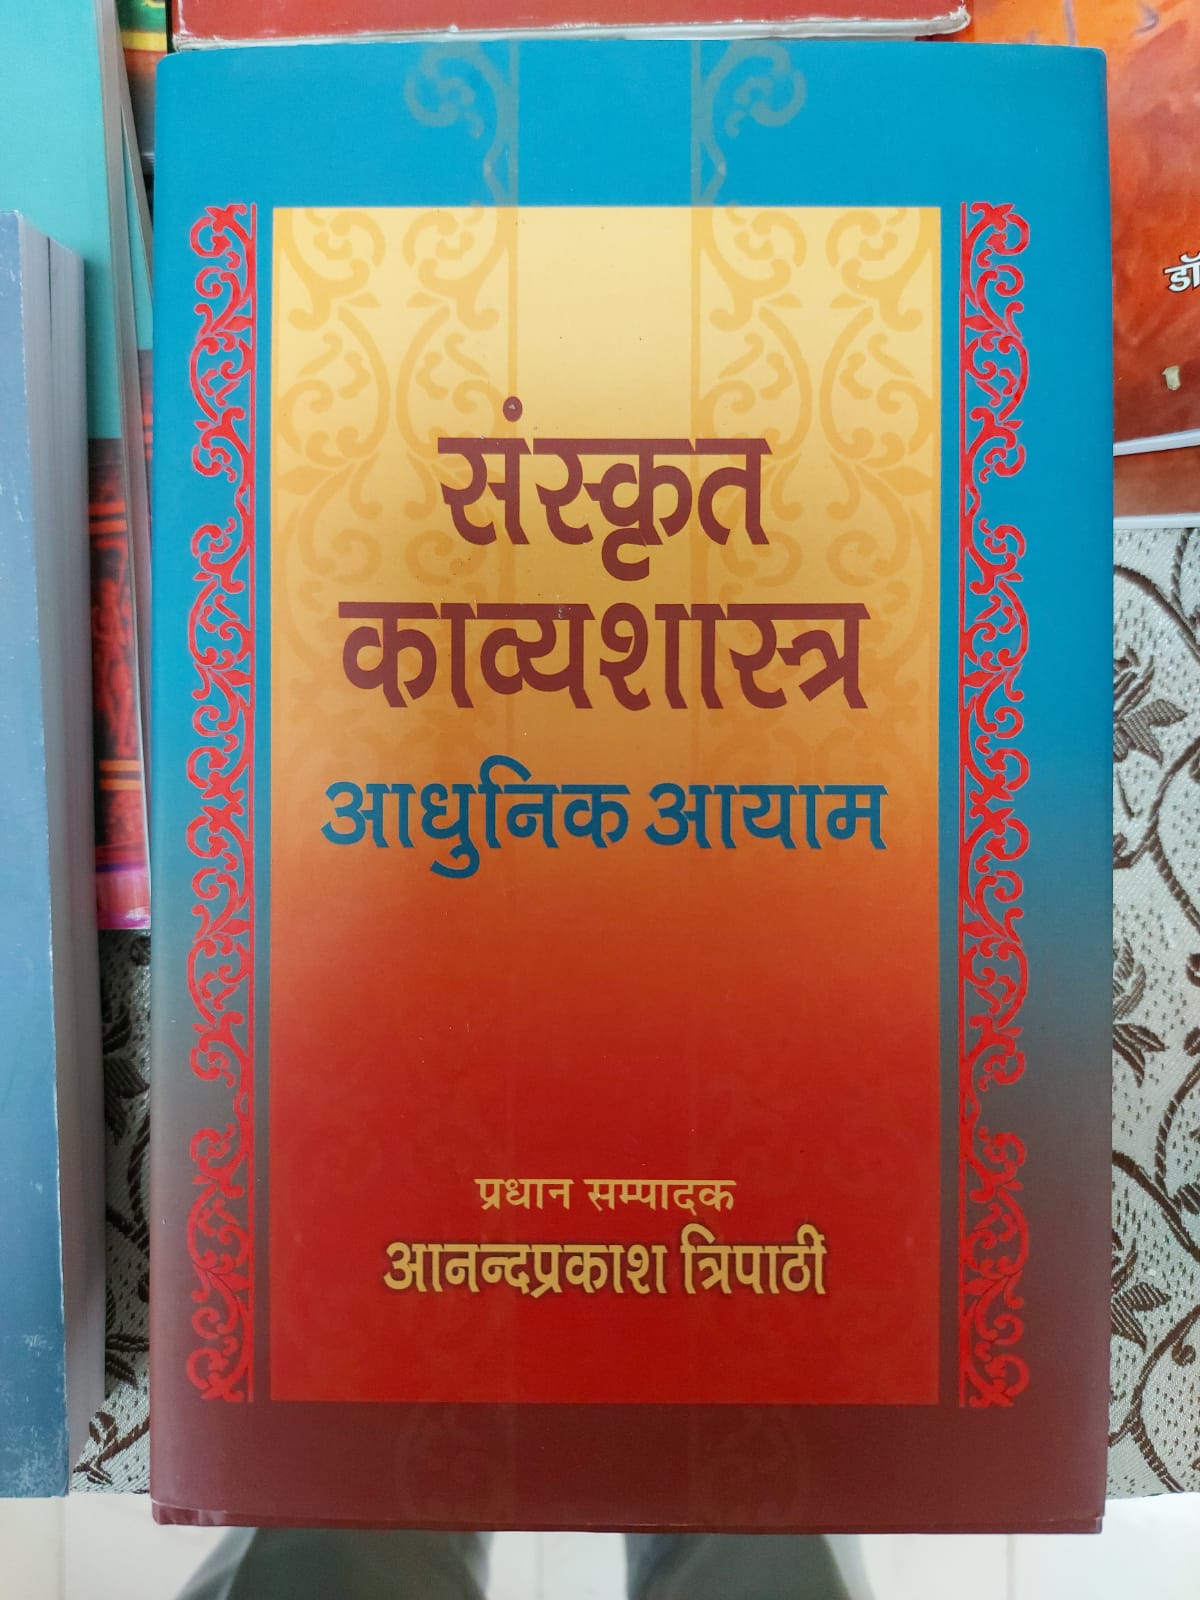 संस्कृत
काव्यशास्त्र
आधुनिक आयाम
प्रधान सम्पादक
आनन्दप्रकाश त्रिपाठी
डॉ